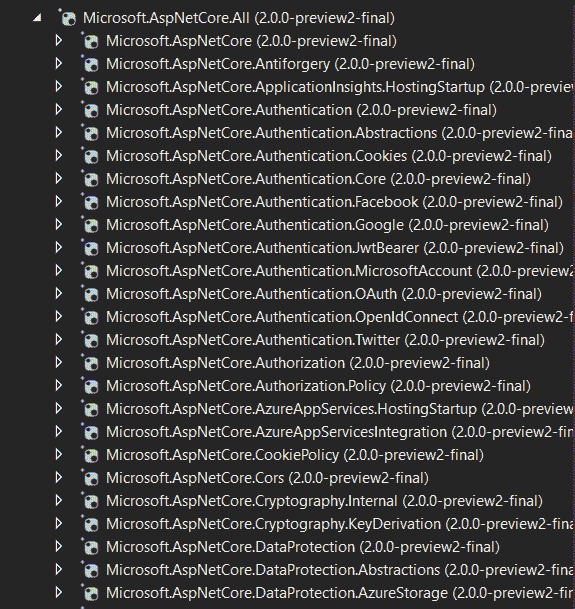 Microsoft.AspNetCore.All (2.0.0-preview2-final)
Microsoft.AspNetCore (2.0.0-preview2-final)
Microsoft.AspNetCore.Antiforgery (2.0.0-preview2-final)
Microsoft.AspNetCore.ApplicationInsights.HostingStartup (2.0.0-previe
Microsoft.AspNetCore.Authentication (2.0.0-preview2-final)
Microsoft.AspNetCore.Authentication.Abstractions (2.0.0-preview2-fina
Microsoft.AspNetCore.Authentication.Cookies (2.0.0-preview2-final)
Microsoft.AspNetCore.Authentication.Core (2.0.0-preview2-final)
Microsoft.AspNetCore.Authentication.Facebook (2.0.0-preview2-final)
Microsoft.AspNetCore.Authentication.Google (2.0.0-preview2-final)
Microsoft.AspNetCore.Authentication.JwtBearer (2.0.0-preview2-final)
Microsoft.AspNetCore.Authentication.MicrosoftAccount (2.0.0-preview2
Microsoft.AspNetCore.Authentication.OAuth (2.0.0-preview2-final)
Microsoft.AspNetCore.Authentication.OpenIdConnect (2.0.0-preview2-fi
Microsoft.AspNetCore.Authentication.Twitter (2.0.0-preview2-final)
Microsoft.AspNetCore.Authorization (2.0.0-preview2-final)
Microsoft.AspNetCore.Authorization.Policy (2.0.0-preview2-final)
Microsoft.AspNetCore.AzureAppServices.HostingStartup (2.0.0-preview
Microsoft.AspNetCore.AzureAppServicesIntegration (2.0.0-preview2-fin
Microsoft.AspNetCore.CookiePolicy (2.0.0-preview2-final)
Microsoft.AspNetCore.Cors (2.0.0-preview2-final)
Microsoft.AspNetCore.Cryptography.Internal (2.0.0-preview2-final)
Microsoft.AspNetCore.Cryptography.KeyDerivation (2.0.0-preview2-fina
Microsoft.AspNetCore.DataProtection (2.0.0-preview2-final)
Microsoft.AspNetCore.DataProtection.Abstractions (2.0.0-preview2-fina
Microsoft.AspNetCore.DataProtection.AzureStorage (2.0.0-preview2-fin